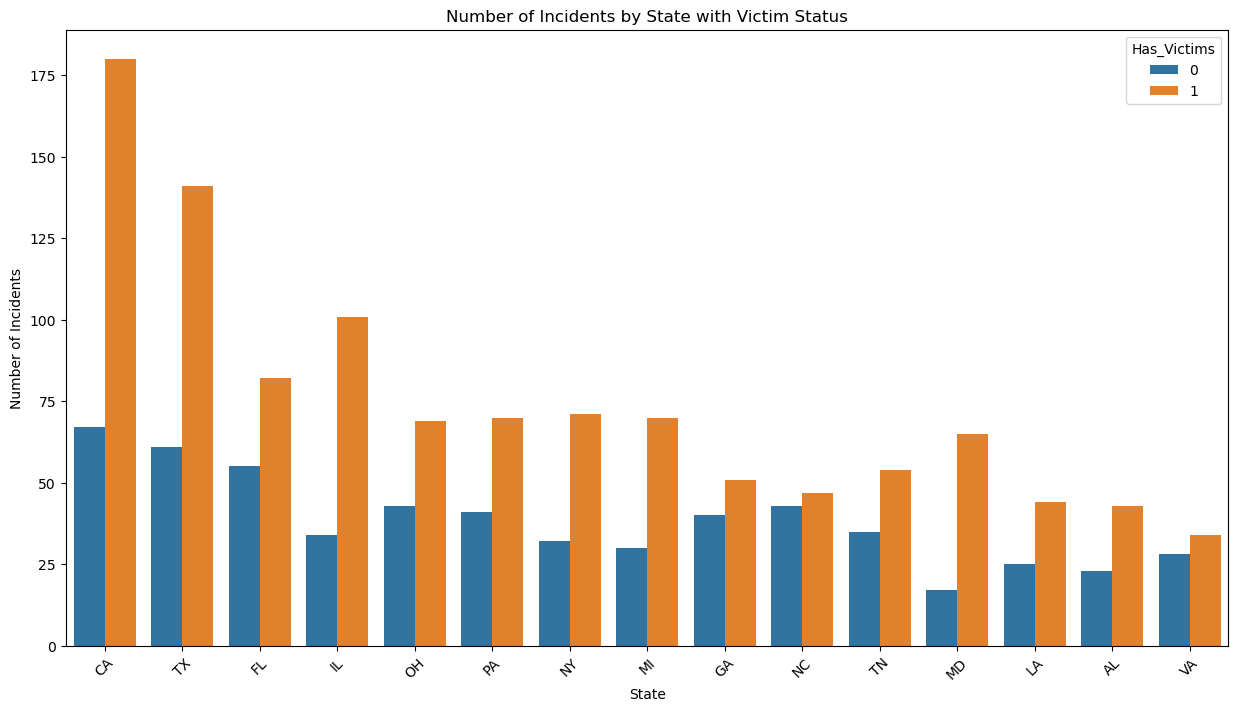 Number of Incidents by State with Victim Status
Has_Victims
0
1
175
150
125
100
75
50
25
0
Number of Incidents
CA TX FL IL OH PA NY MI GA NC TN MD LA AL VA
State